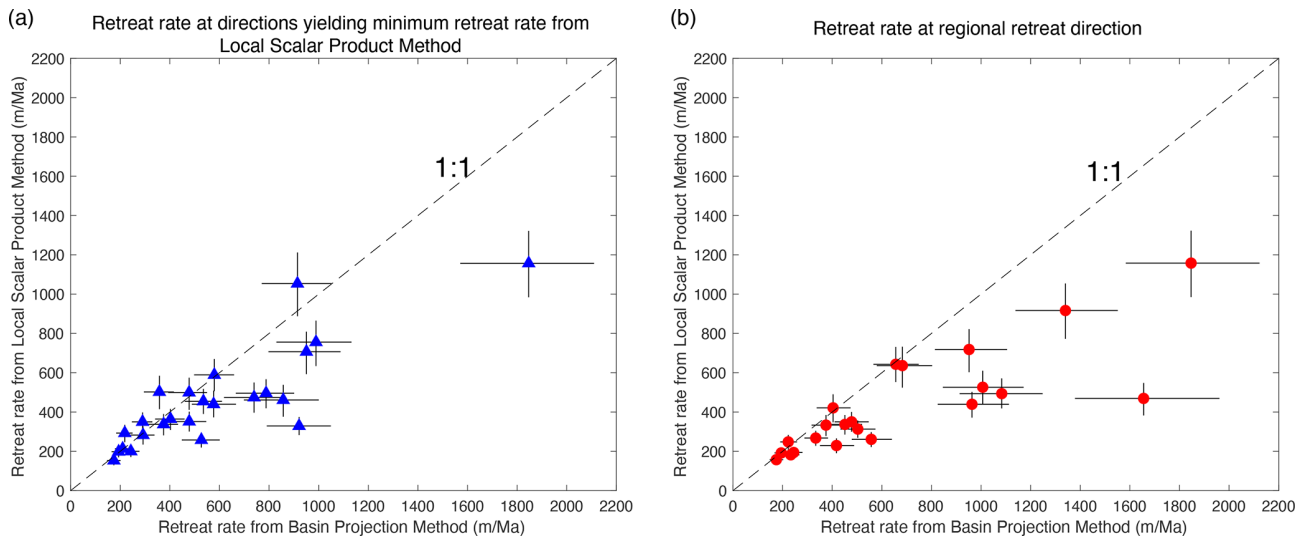 (a)
Retreat rate at directions yielding minimum retreat rate from
Local Scalar Product Method
2200
2000
1800
1600
1400
1200
1000
800
600
400
200
0
Retreat rate from Local Scalar Product Method (m/Ma)
1:1
0 200 400 600 800 1000 1200 1400 1600 1800 2000 2200
Retreat rate from Basin Projection Method (m/Ma)
(b)
Retreat rate at regional retreat direction
2200
2000
1800
1600
1400
1200
1000
800
600
400
200
0
Retreat rate from Local Scalar Product Method (m/Ma)
1:1
0 200 400 600 800 1000 1200 1400 1600 1800 2000 2200
Retreat rate from Basin Projection Method (m/Ma)